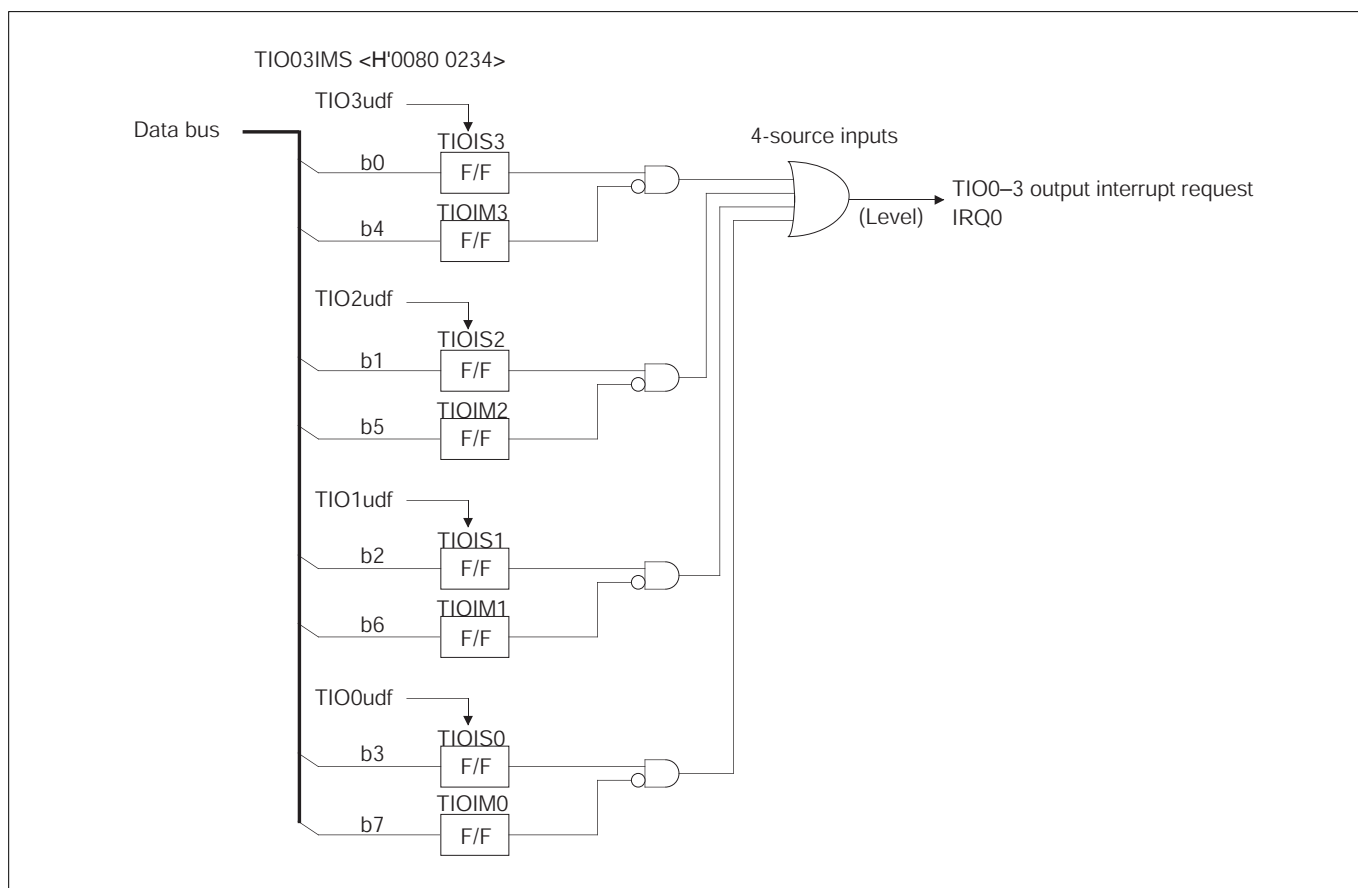 TIO03IMS <H'0080 0234>
TIO3udf
Data bus
TIOIS3
4-source inputs
b0
F/F
TIO0–3 output interrupt request
TIOIM3
(Level)
IRQ0
b4
F/F
TIO2udf
TIOIS2
b1
F/F
TIOIM2
b5
F/F
TIO1udf
TIOIS1
b2
F/F
TIOIM1
b6
F/F
TIO0udf
TIOIS0
b3
F/F
TIOIM0
b7
F/F